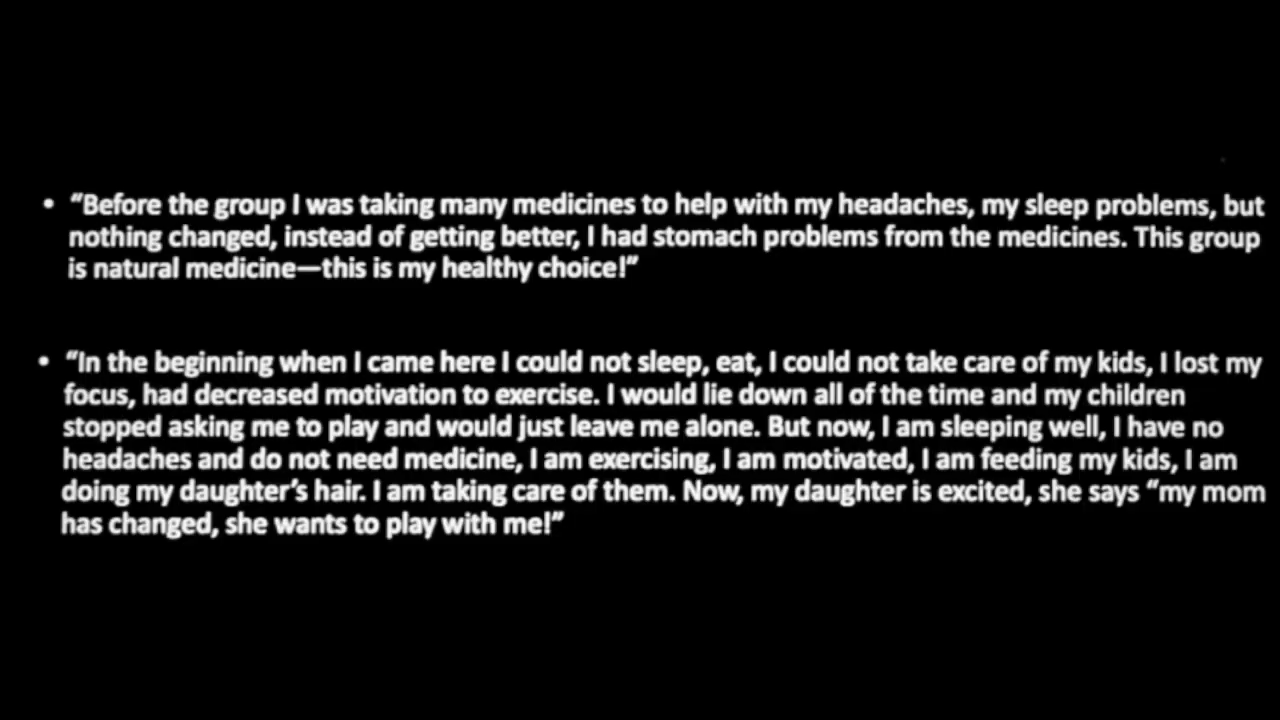 • “Before the group I was taking many medicines to help with my headaches, my sleep problems, but
nothing changed, instead of getting better, I had stomach problems from the medicines. This group
is natural medicine—this is my healthy choice!”
• “In the beginning when I came here I could not sleep, eat, I could not take care of my kids, I lost my
focus, had decreased motivation to exercise. I would lie down all of the time and my children
stopped asking me to play and would just leave me alone. But now, I am sleeping well, I have no
headaches and do not need medicine, I am exercising, I am motivated, I am feeding my kids, I am
doing my daughter’s hair. I am taking care of them. Now, my daughter is excited, she says “my mom
has changed, she wants to play with me!”